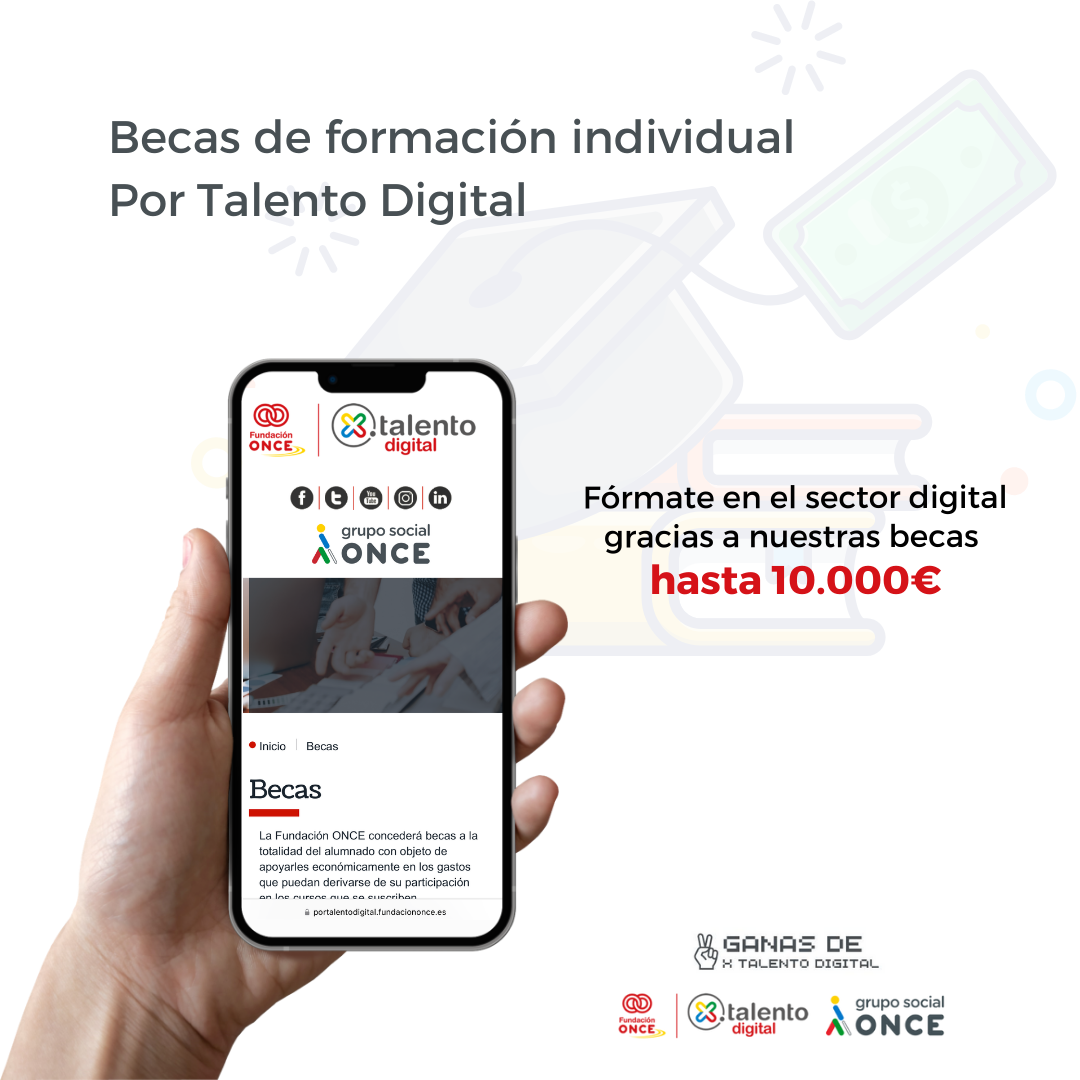 Becas de formación individual
Por Talento Digital
Fundación
ONCE
talento
digital
f
t
You
Tube
in
grupo social
ONCE
Inicio
Becas
Becas
La Fundación ONCE concederá becas a la
totalidad del alumnado con objeto de
apoyarles económicamente en los gastos
que puedan derivarse de su participación
en los cursos que se suscriben
portalentodigital.fundaciononce.es
Fórmate en el sector digital
gracias a nuestras becas
hasta 10.000€
GANAS DE
X TALENTO DIGITAL
Fundación
ONCE
talento
digital
grupo social
ONCE